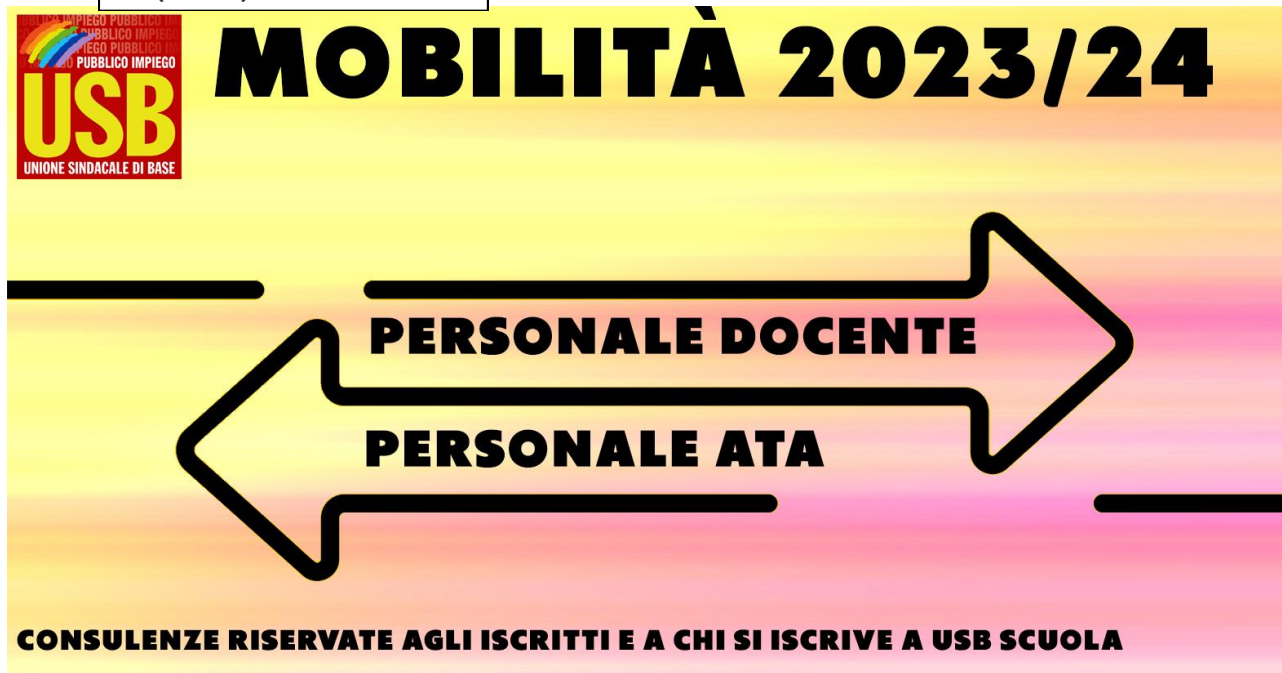 MOBILITÀ 2023/24
PUBBLICO IMPIEGO
USB
UNIONE SINDACALE DI BASE
PERSONALE DOCENTE
PERSONALE ATA
CONSULENZE RISERVATE AGLI ISCRITTI E A CHI SI ISCRIVE A USB SCUOLA